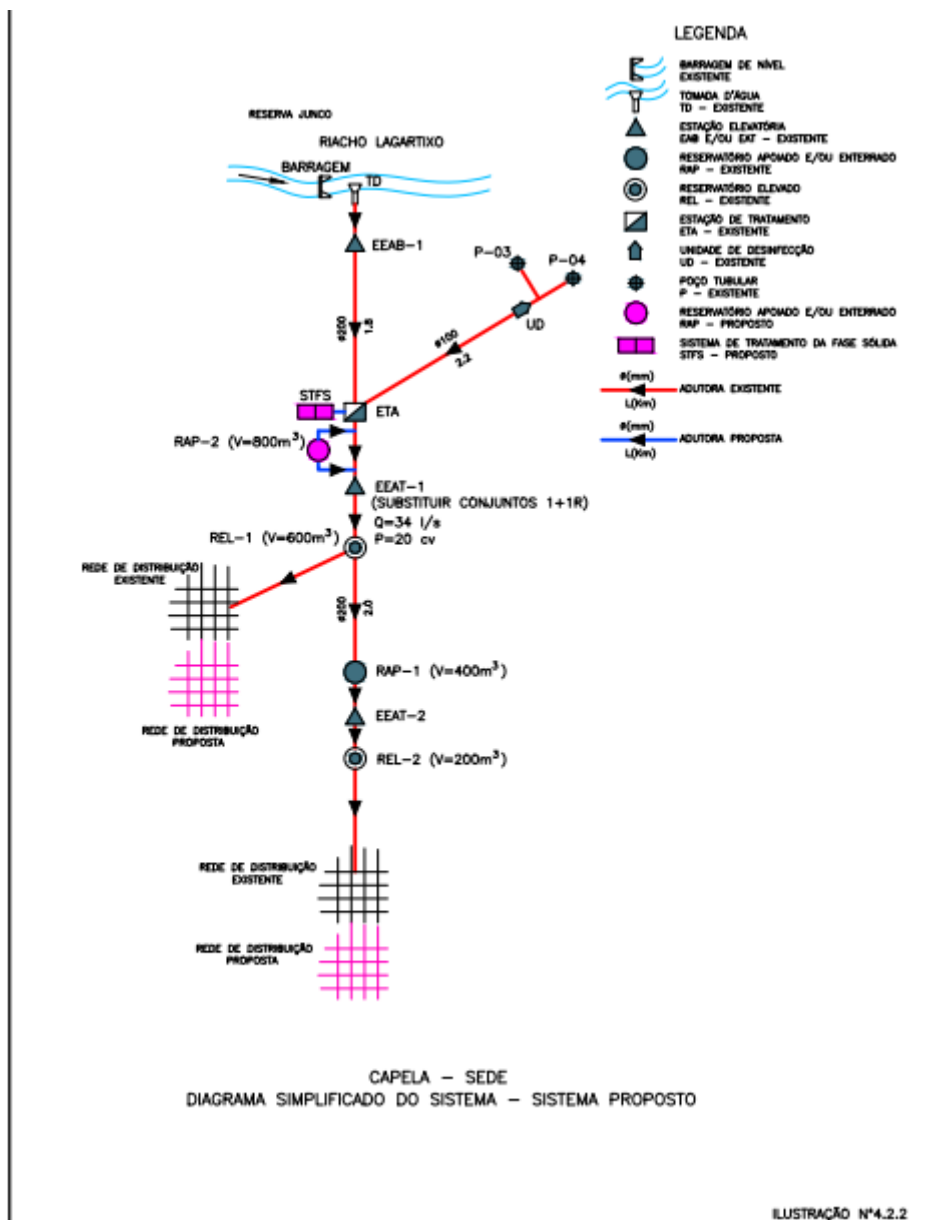 LEGENDA
BARRAGEM DE NÍVEL
EXISTENTE
TOMADA D'ÁGUA
TD - EXISTENTE
ESTAÇÃO ELEVATÓRIA
EAB E/OU EAT - EXISTENTE
RESERVATÓRIO APOIADO E/OU ENTERRADO
RAP - EXISTENTE
RESERVATÓRIO ELEVADO
REL - EXISTENTE
ESTAÇÃO DE TRATAMENTO
ETA - EXISTENTE
UNIDADE DE DESINFECÇÃO
UD - EXISTENTE
POÇO TUBULAR
P - EXISTENTE
RESERVATÓRIO APOIADO E/OU ENTERRADO
RAP - PROPOSTO
SISTEMA DE TRATAMENTO DA FASE SÓLIDA
STFS - PROPOSTO
Ø(mm)
L(Km)
ADUTORA EXISTENTE
Ø(mm)
L(Km)
ADUTORA PROPOSTA
RESERVA JUNCO
RIACHO LAGARTIXO
BARRAGEM
TD
EEAB-1
P-03
P-04
UD
Ø200
Ø100
2.2
STFS
ETA
RAP-2 (V=800m³)
EEAT-1
(SUBSTITUIR CONJUNTOS 1+1R)
Q=34 l/s
P=20 cv
REL-1 (V=600m³)
REDE DE DISTRIBUIÇÃO
EXISTENTE
Ø200
2.0
RAP-1 (V=400m³)
EEAT-2
REDE DE DISTRIBUIÇÃO
PROPOSTA
REL-2 (V=200m³)
REDE DE DISTRIBUIÇÃO
EXISTENTE
REDE DE DISTRIBUIÇÃO
PROPOSTA
CAPELA - SEDE
DIAGRAMA SIMPLIFICADO DO SISTEMA - SISTEMA PROPOSTO
ILUSTRAÇÃO N°4.2.2